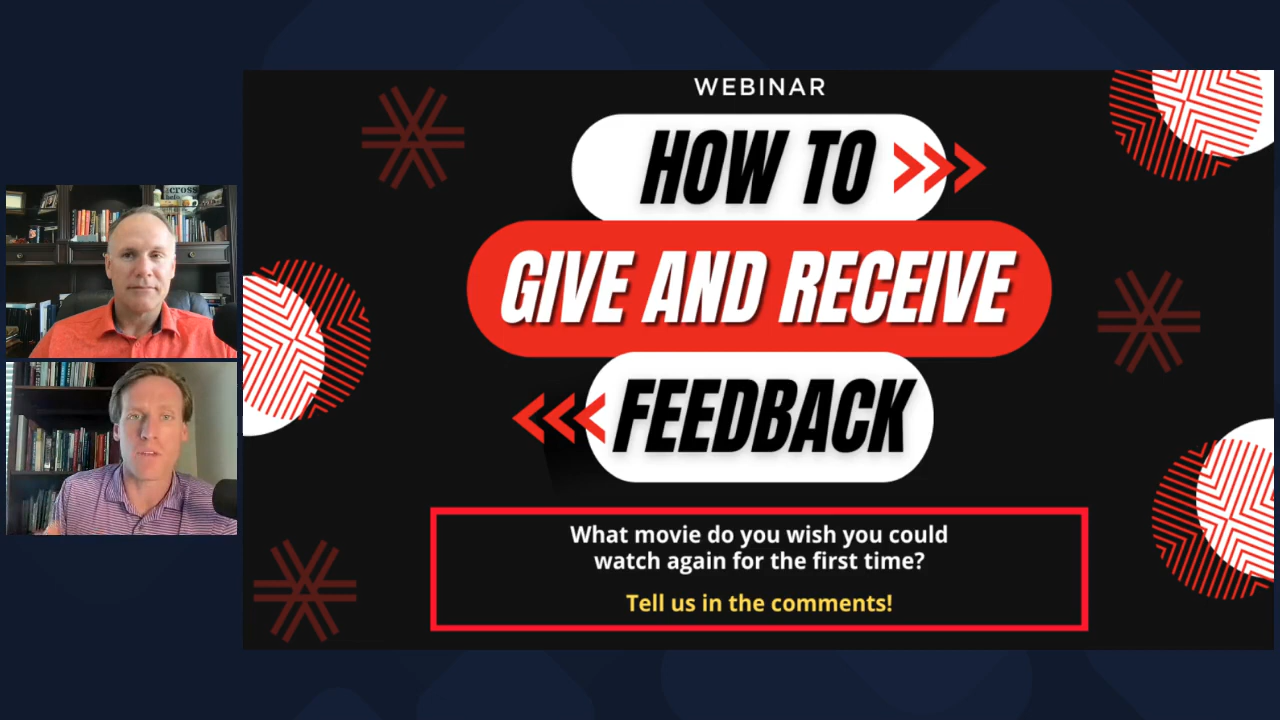 WEBINAR
HOW TO
GIVE AND RECEIVE
FEEDBACK
What movie do you wish you could
watch again for the first time?
Tell us in the comments!